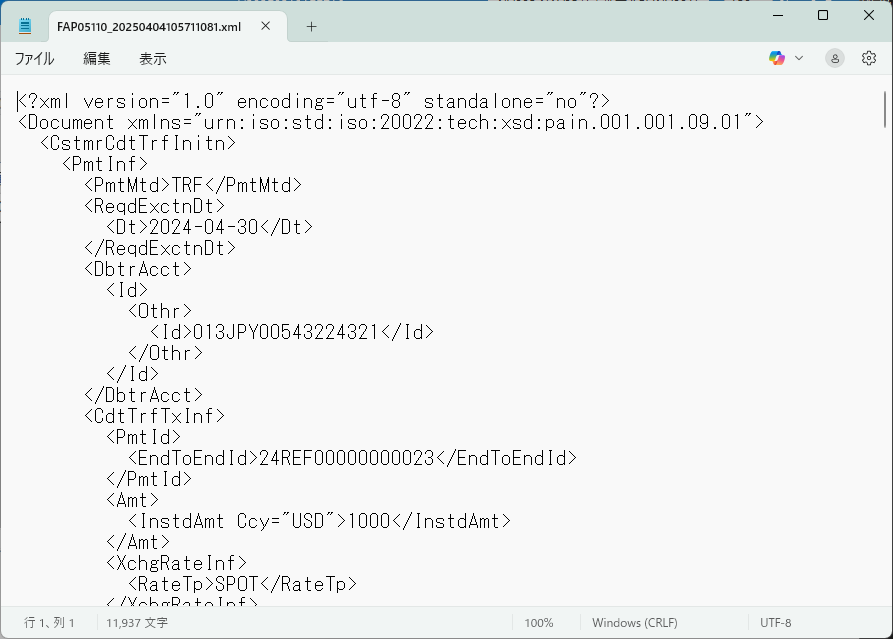 FAP05110_20250404105711081.xml
ファイル 編集 表示
<?xml version="1.0" encoding="utf-8" standalone="no"?>
<Document xmlns="urn:iso:std:iso:20022:tech:xsd:pain.001.001.09.01">
<CstmrCdtTrfInitn>
<PmtInf>
<PmtMtd>TRF</PmtMtd>
<ReqdExctnDt>
<Dt>2024-04-30</Dt>
</ReqdExctnDt>
<DbtrAcct>
<Id>
<Othr>
<Id>013JPY00543224321</Id>
</Othr>
</Id>
</DbtrAcct>
<CdtTrfTxInf>
<PmtId>
<EndToEndId>24REF00000000023</EndToEndId>
</PmtId>
<Amt>
<InstdAmt Ccy="USD">1000</InstdAmt>
</Amt>
<XchgRateInf>
<RateTp>SPOT</RateTp>
</XchgRateInf>
行 1、列 1 11,937 文字 100% Windows (CRLF) UTF-8